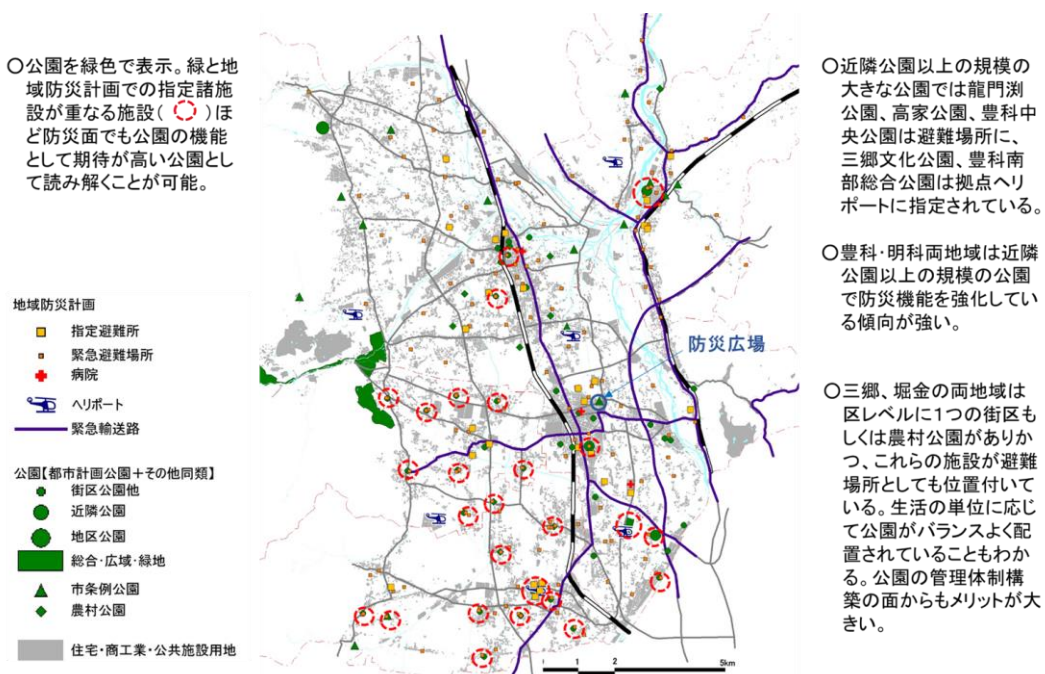 〇公園を緑色で表示。緑と地
域防災計画での指定諸施
設が重なる施設( )ほ
ど防災面でも公園の機能
として期待が高い公園とし
て読み解くことが可能。
地域防災計画
指定避難所
緊急避難場所
病院
ヘリポート
緊急輸送路
公園【都市計画公園+その他同類】
街区公園他
近隣公園
地区公園
総合・広域・緑地
市条例公園
農村公園
住宅・商工業・公共施設用地
防災広場
1 2 5km
〇近隣公園以上の規模の
大きな公園では龍門渕
公園、高家公園、豊科中
央公園は避難場所に、
三郷文化公園、豊科南
部総合公園は拠点ヘリ
ポートに指定されている。
〇豊科・明科両地域は近隣
公園以上の規模の公園
で防災機能を強化してい
る傾向が強い。
〇三郷、堀金の両地域は
区レベルに1つの街区も
しくは農村公園がありか
つ、これらの施設が避難
場所としても位置付いて
いる。生活の単位に応じ
て公園がバランスよく配
置されていることもわか
る。公園の管理体制構
築の面からもメリットが大
きい。